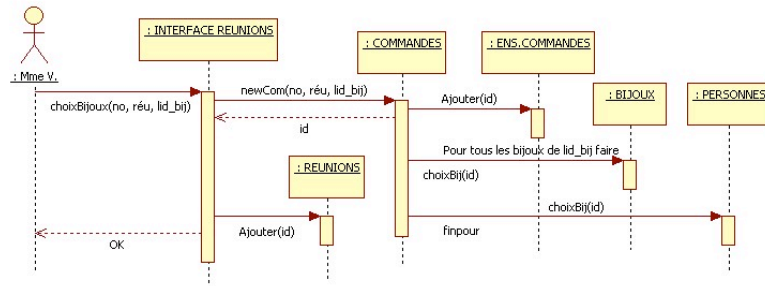 : INTERFACE REUNIONS
: COMMANDES
: ENS.COMMANDES
: Mme V.
: BIJOUX
: PERSONNES
newCom(no, réu, lid_bij)
choixBijoux(no, réu, lid_bij)
Ajouter(id)
id
Pour tous les bijoux de lid_bij faire
: REUNIONS
choixBij(id)
choixBij(id)
Ajouter(id)
finpour
OK